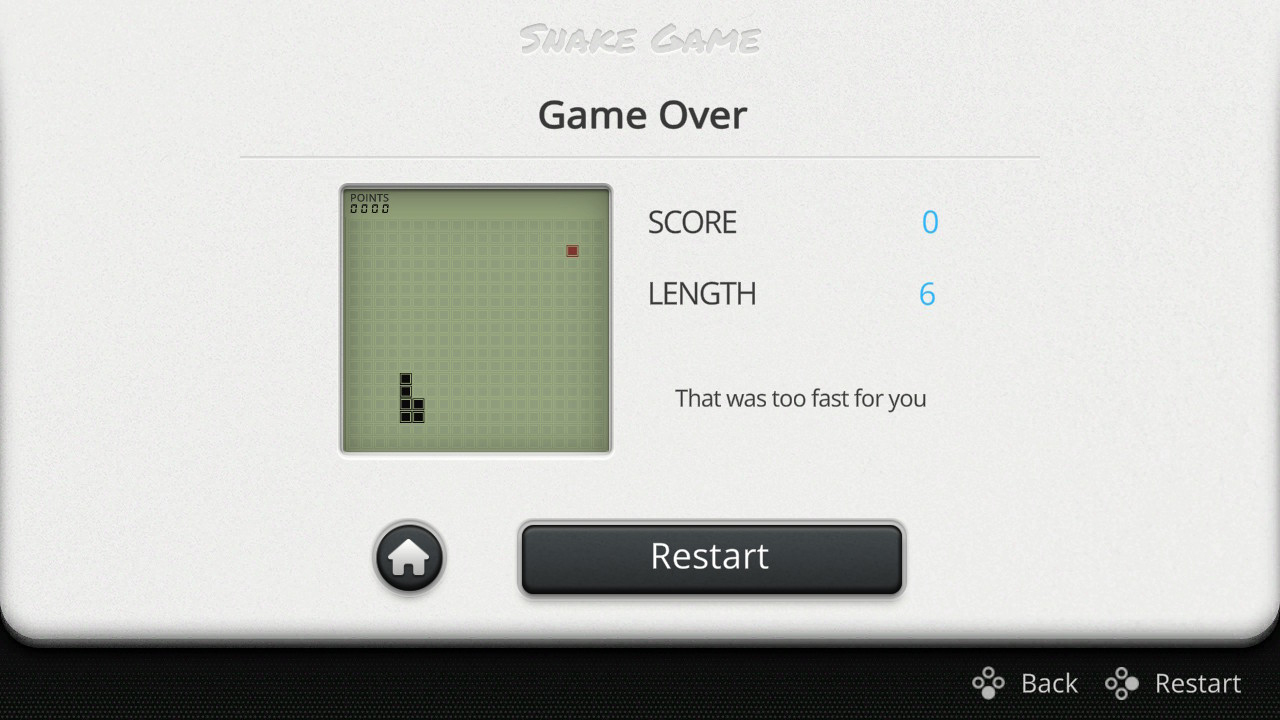 Snake Game
Game Over
POINTS
0000
SCORE 0
LENGTH 6
That was too fast for you
Restart
Back Restart